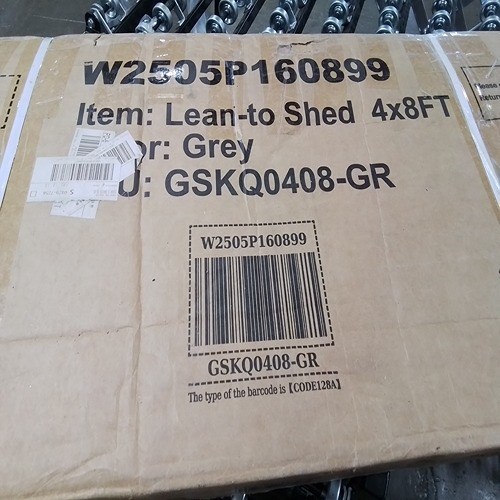 W2505P160899
Item: Lean-to Shed 4x8FT
or: Grey
U: GSKQ0408-GR
W2505P160899
GSKQ0408-GR
The type of the barcode is [CODE128A]